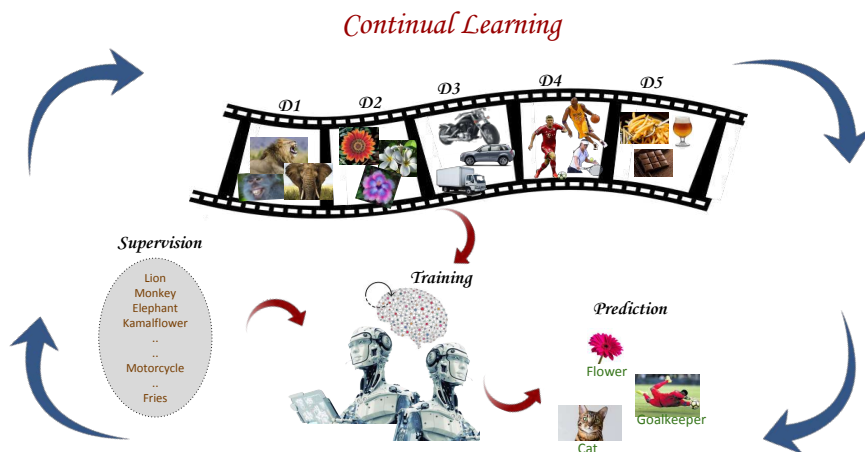 Continual Learning
D1
D2
D3
D4
D5
Supervision
Lion
Monkey
Elephant
Kamalflower
..
..
Motorcycle
..
Fries
Training
Prediction
Flower
Goalkeeper
Cat